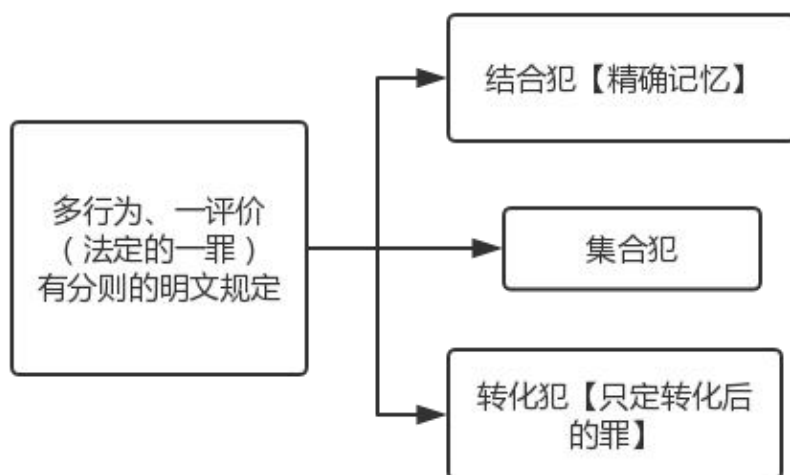 结合犯【精确记忆】
多行为、一评价
（法定的一罪）
有分则的明文规定
集合犯
转化犯【只定转化后
的罪】